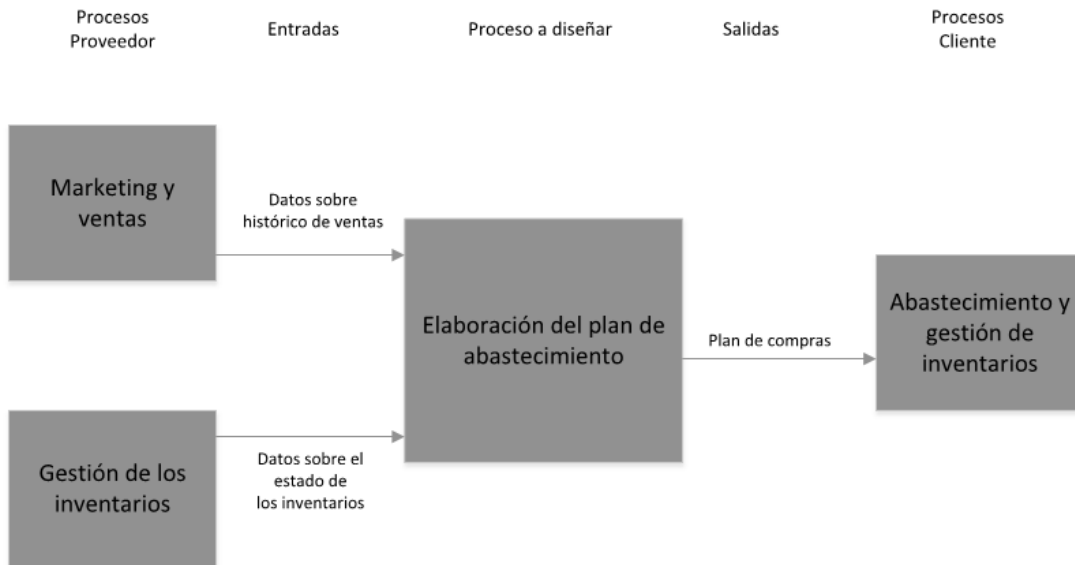 Procesos
Proveedor
Entradas
Proceso a diseñar
Salidas
Procesos
Cliente
Marketing y
ventas
Datos sobre
histórico de ventas
Elaboración del plan de
abastecimiento
Plan de compras
Abastecimiento y
gestión de
inventarios
Gestión de los
inventarios
Datos sobre el
estado de
los inventarios